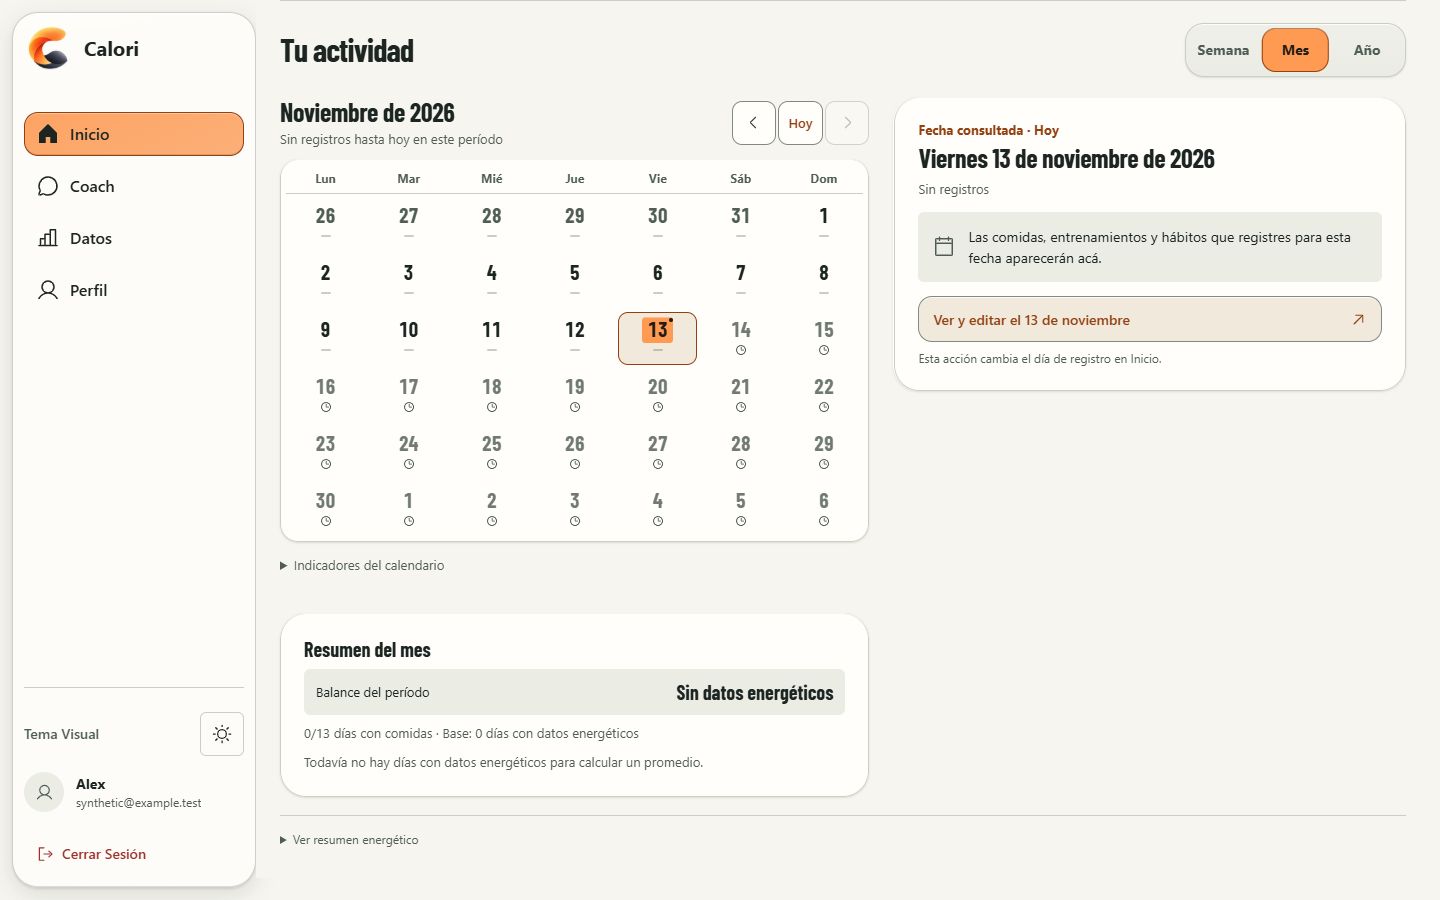 Calori
Inicio
Coach
Datos
Perfil
Tema Visual
Alex
synthetic@example.test
Cerrar Sesión
Tu actividad
Semana
Mes
Año
Noviembre de 2026
Sin registros hasta hoy en este período
Hoy
Lun Mar Mié Jue Vie Sáb Dom
26 27 28 29 30 31 1
2 3 4 5 6 7 8
9 10 11 12 13 14 15
16 17 18 19 20 21 22
23 24 25 26 27 28 29
30 1 2 3 4 5 6
Indicadores del calendario
Resumen del mes
Balance del período
Sin datos energéticos
0/13 días con comidas · Base: 0 días con datos energéticos
Todavía no hay días con datos energéticos para calcular un promedio.
Ver resumen energético
Fecha consultada · Hoy
Viernes 13 de noviembre de 2026
Sin registros
Las comidas, entrenamientos y hábitos que registres para esta
fecha aparecerán acá.
Ver y editar el 13 de noviembre
Esta acción cambia el día de registro en Inicio.